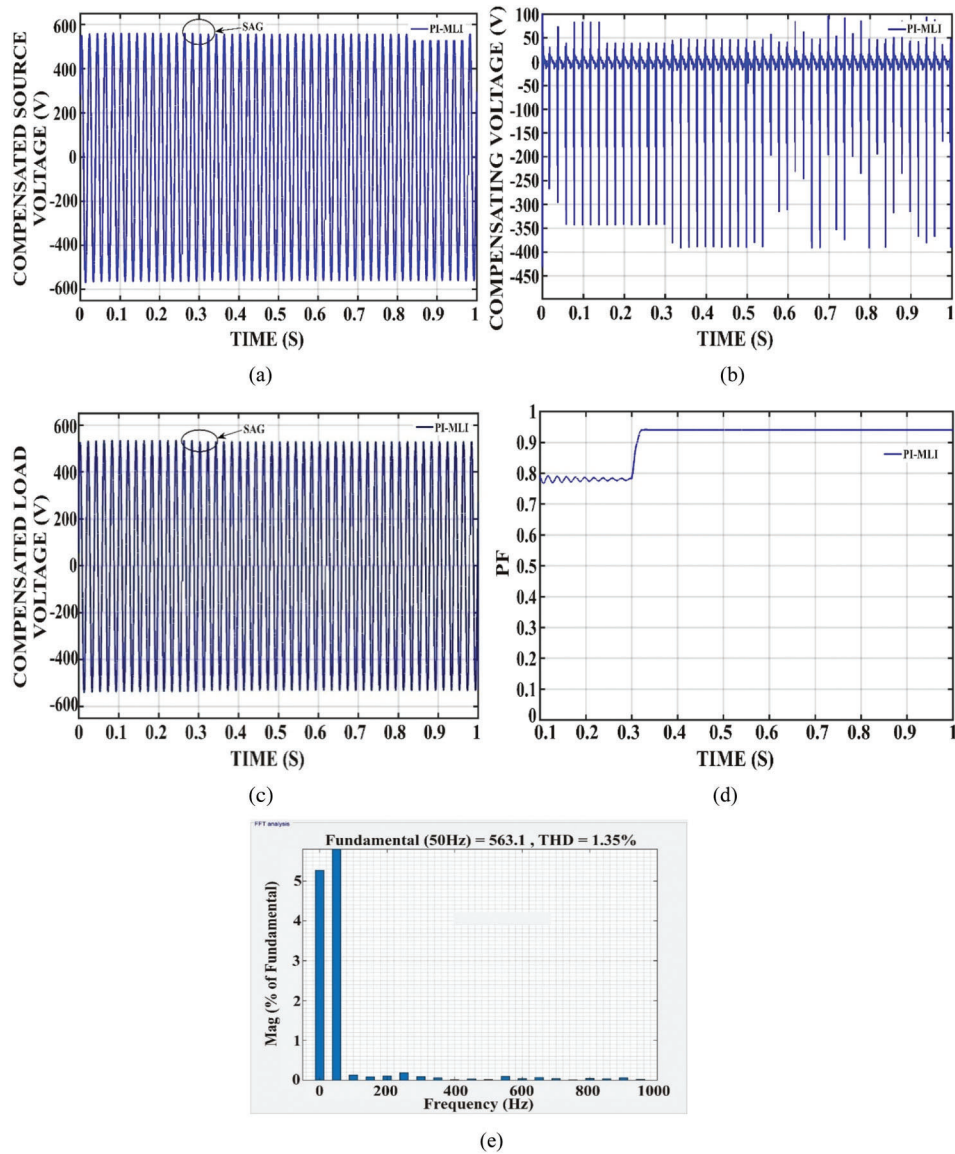 600
400
200
0
-200
-400
-600
COMPENSATED SOURCE
VOLTAGE (V)
SAG
PI-MLI
0 0.1 0.2 0.3 0.4 0.5 0.6 0.7 0.8 0.9 1
TIME (S)
(a)
100
50
0
-50
-100
-150
-200
-250
-300
-350
-400
-450
COMPENSATING VOLTAGE (V)
PI-MLI
0 0.1 0.2 0.3 0.4 0.5 0.6 0.7 0.8 0.9 1
TIME (S)
(b)
600
400
200
0
-200
-400
-600
COMPENSATED LOAD
VOLTAGE (V)
SAG
PI-MLI
0 0.1 0.2 0.3 0.4 0.5 0.6 0.7 0.8 0.9 1
TIME (S)
(c)
1
0.9
0.8
0.7
0.6
0.5
0.4
0.3
0.2
0.1
0
PF
PI-MLI
0.1 0.2 0.3 0.4 0.5 0.6 0.7 0.8 0.9 1
TIME (S)
(d)
FFT analysis
Fundamental (50Hz) = 563.1 , THD = 1.35%
5
4
3
2
1
0
Mag (% of Fundamental)
0 200 400 600 800 1000
Frequency (Hz)
(e)